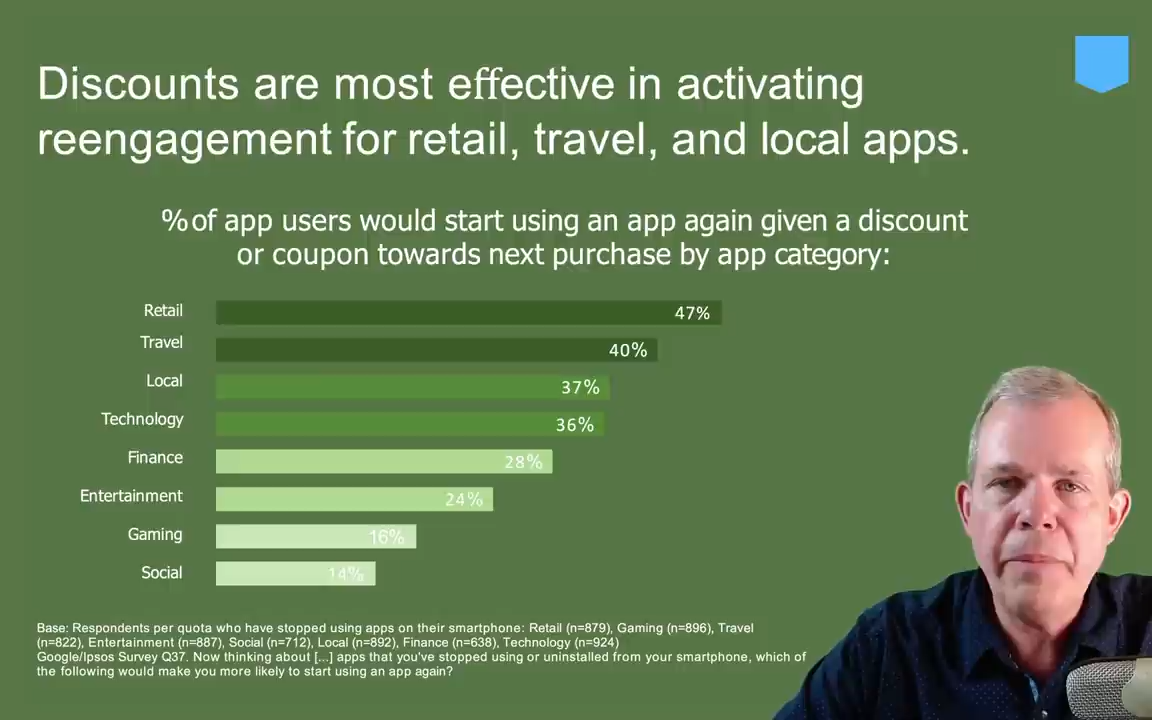 Discounts are most effective in activating
reengagement for retail, travel, and local apps.
% of app users would start using an app again given a discount
or coupon towards next purchase by app category:
Retail 47%
Travel 40%
Local 37%
Technology 36%
Finance 28%
Entertainment 24%
Gaming 16%
Social 14%
Base: Respondents per quota who have stopped using apps on their smartphone: Retail (n=879), Gaming (n=896), Travel
(n=822), Entertainment (n=887), Social (n=712), Local (n=892), Finance (n=638), Technology (n=924)
Google/Ipsos Survey Q37. Now thinking about [...] apps that you've stopped using or uninstalled from your smartphone, which of
the following would make you more likely to start using an app again?